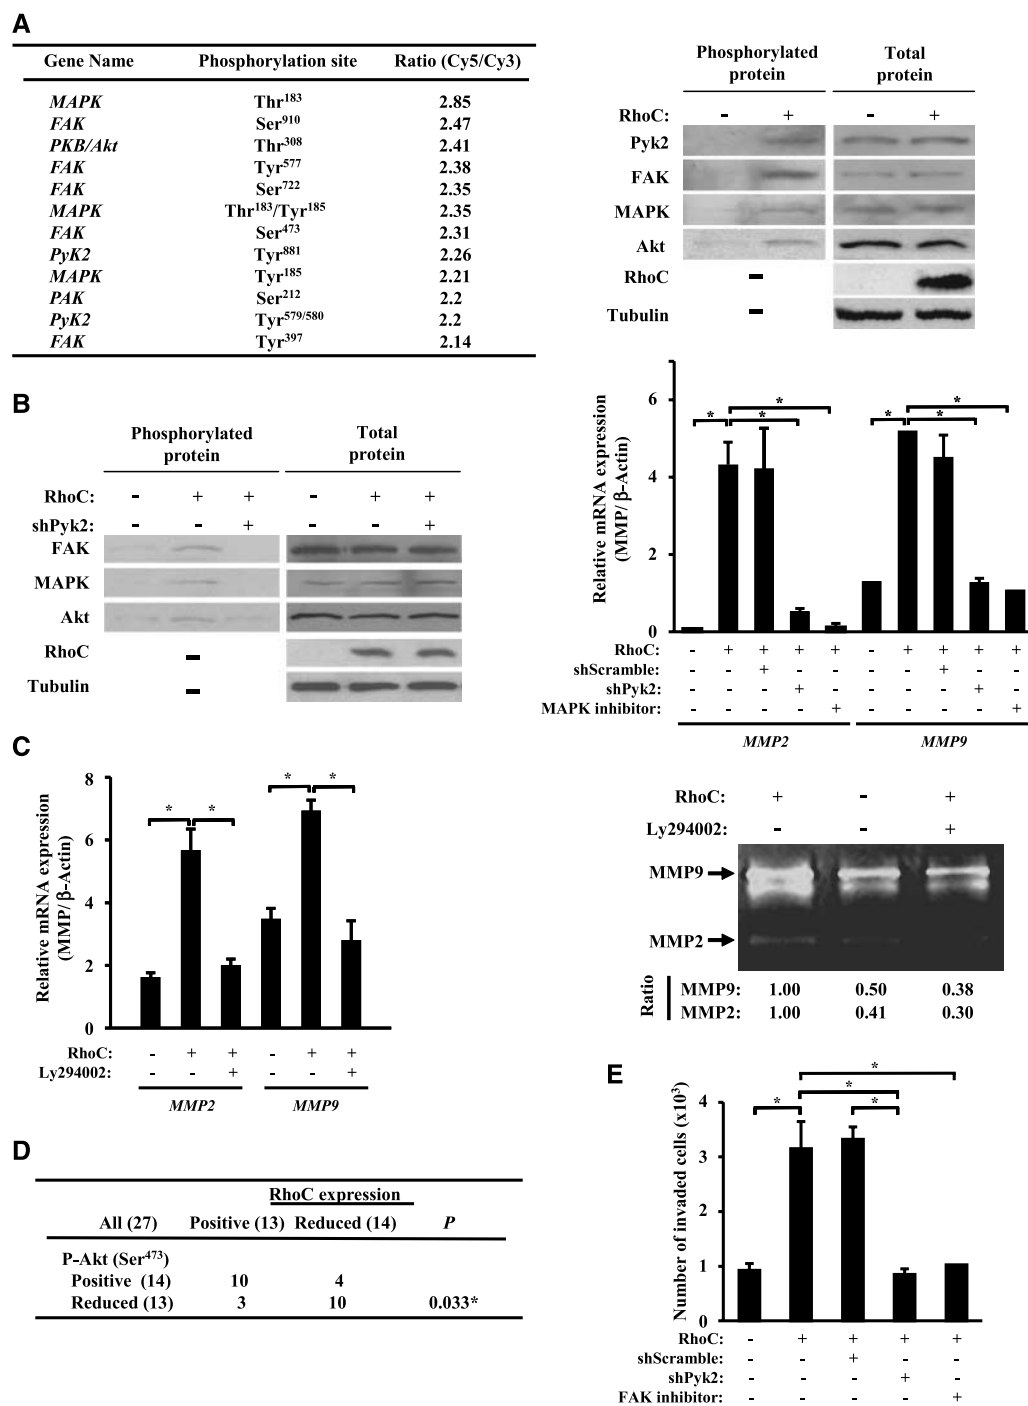 A
Gene Name Phosphorylation site Ratio (Cy5/Cy3)
MAPK Thr183 2.85
FAK Ser910 2.47
PKB/Akt Thr308 2.41
FAK Tyr577 2.38
FAK Ser722 2.35
MAPK Thr183/Tyr185 2.35
FAK Ser473 2.31
PyK2 Tyr881 2.26
MAPK Tyr185 2.21
PAK Ser212 2.2
PyK2 Tyr579/580 2.2
FAK Tyr397 2.14
Phosphorylated protein Total protein
RhoC: - + - +
Pyk2
FAK
MAPK
Akt
RhoC -
Tubulin -
B
Phosphorylated protein Total protein
RhoC: - + + - + +
shPyk2: - - + - - +
FAK
MAPK
Akt
RhoC -
Tubulin -
Relative mRNA expression
(MMP/ β-Actin)
6
4
2
0
* * * * * *
RhoC: - + + + + - + + + +
shScramble: - - + - - - - + - -
shPyk2: - - - + - - - - + -
MAPK inhibitor: - - - - + - - - - +
MMP2 MMP9
C
Relative mRNA expression
(MMP/ β-Actin)
8
6
4
2
0
* * * *
RhoC: - + + - + +
Ly294002: - - + - - +
MMP2 MMP9
RhoC: + - +
Ly294002: - - +
MMP9
MMP2
Ratio
MMP9: 1.00 0.50 0.38
MMP2: 1.00 0.41 0.30
D
RhoC expression
All (27) Positive (13) Reduced (14) P
P-Akt (Ser473)
Positive (14) 10 4
Reduced (13) 3 10 0.033*
E
Number of invaded cells (x103)
4
3
2
1
0
* * * *
RhoC: - + + + +
shScramble: - - + - -
shPyk2: - - - + -
FAK inhibitor: - - - - +